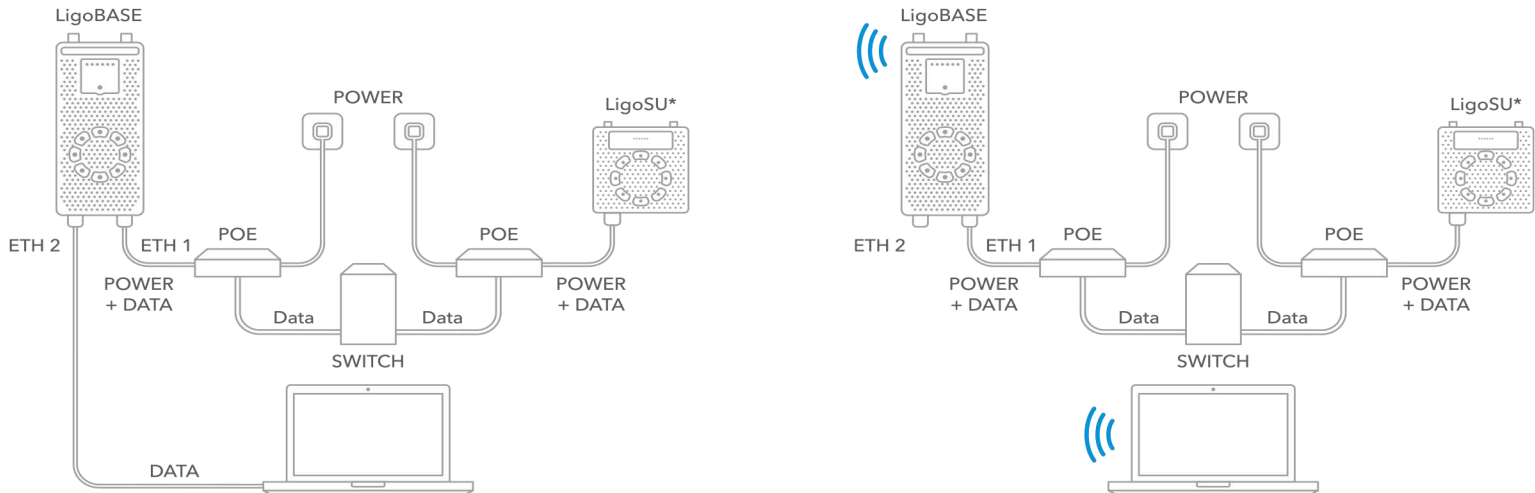 LigoBASE
POWER
LigoSU*
ETH 2
ETH 1
POE
POE
POWER
+ DATA
POWER
+ DATA
Data
Data
SWITCH
DATA
LigoBASE
POWER
LigoSU*
ETH 2
ETH 1
POE
POE
POWER
+ DATA
POWER
+ DATA
Data
Data
SWITCH